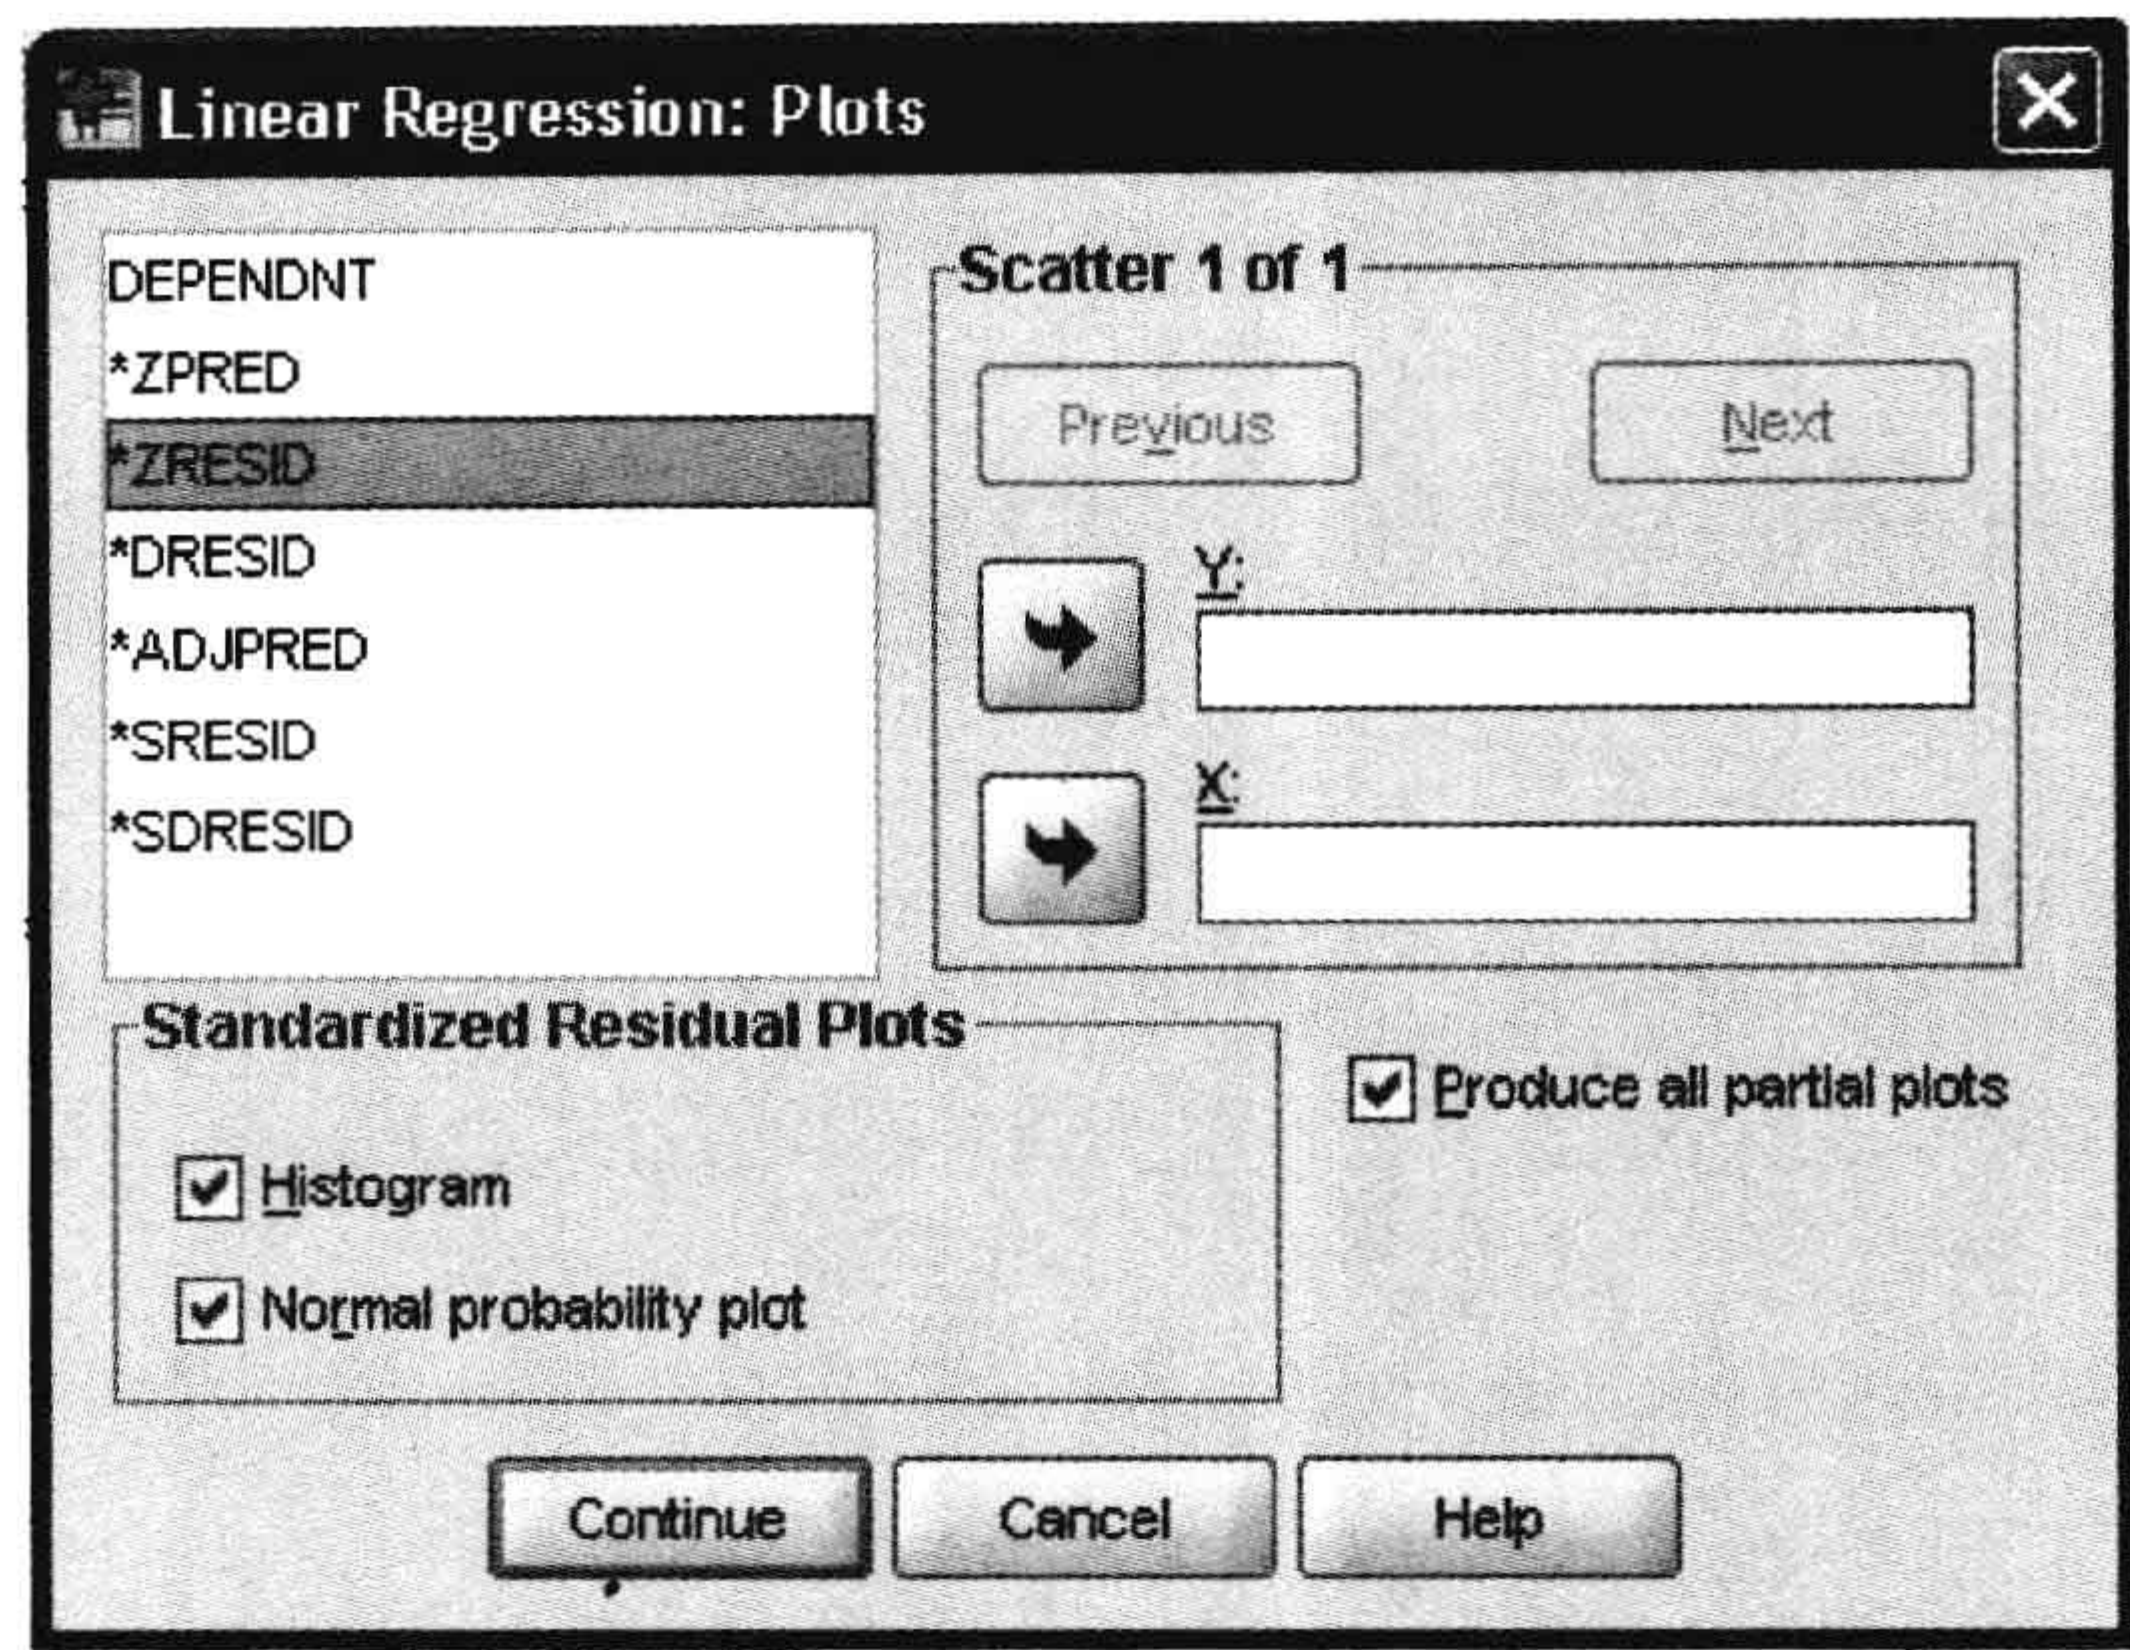 Linear Regression: Plots
DEPENDNT
*ZPRED
*ZRESID
*DRESID
*ADJPRED
*SRESID
*SDRESID
Scatter 1 of 1
Previous
Next
Y:
X:
Standardized Residual Plots
Histogram
Normal probability plot
Produce all partial plots
Continue
Cancel
Help